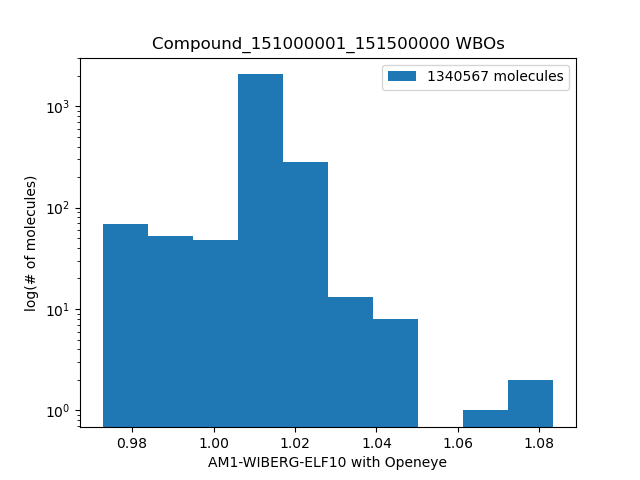 Compound_151000001_151500000 WBOs
1340567 molecules
log(# of molecules)
10³
10²
10¹
10⁰
0.98 1.00 1.02 1.04 1.06 1.08
AM1-WIBERG-ELF10 with Openeye